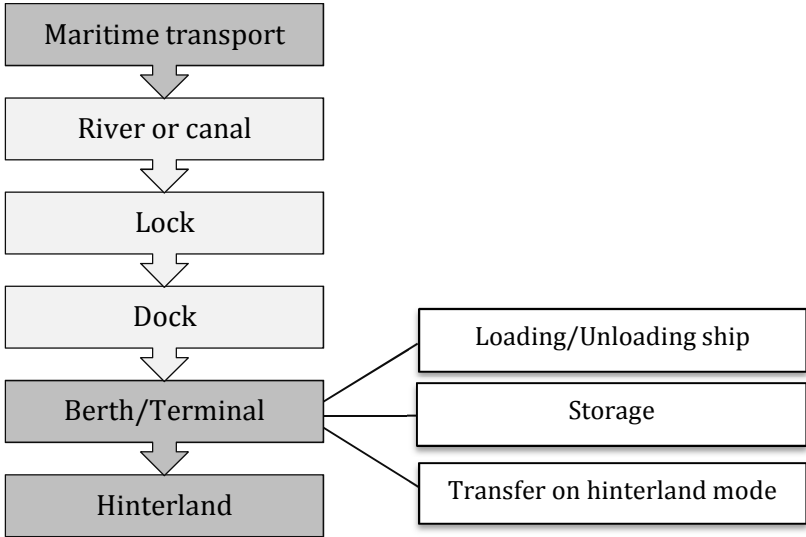 Maritime transport
River or canal
Lock
Dock
Berth/Terminal
Hinterland
Loading/Unloading ship
Storage
Transfer on hinterland mode